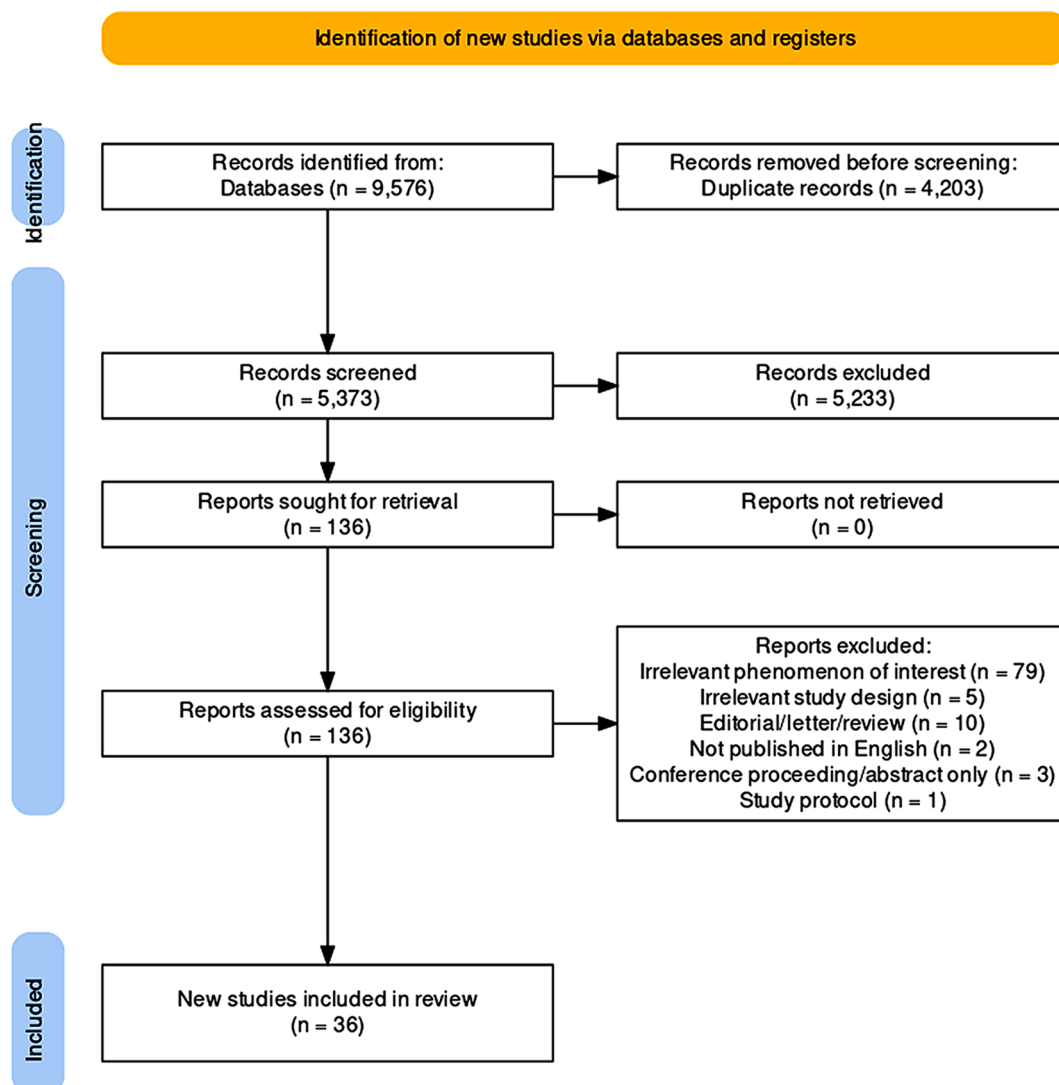 Identification of new studies via databases and registers
Identification
Records identified from:
Databases (n = 9,576)
Records removed before screening:
Duplicate records (n = 4,203)
Screening
Records screened
(n = 5,373)
Records excluded
(n = 5,233)
Reports sought for retrieval
(n = 136)
Reports not retrieved
(n = 0)
Reports assessed for eligibility
(n = 136)
Reports excluded:
Irrelevant phenomenon of interest (n = 79)
Irrelevant study design (n = 5)
Editorial/letter/review (n = 10)
Not published in English (n = 2)
Conference proceeding/abstract only (n = 3)
Study protocol (n = 1)
Included
New studies included in review
(n = 36)